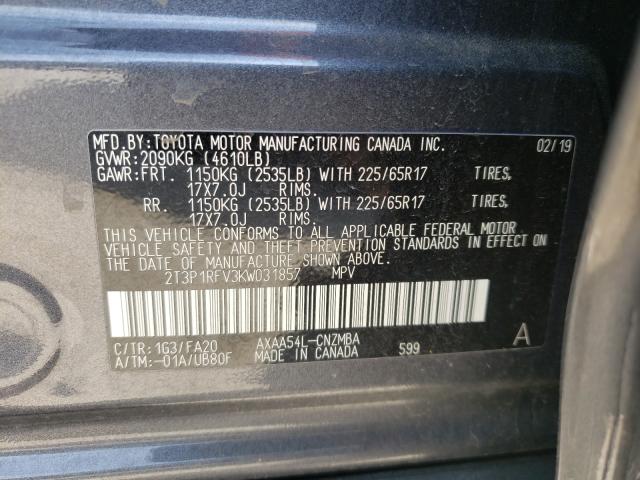 MFD.BY:TOYOTA MOTOR MANUFACTURING CANADA INC. 02/19
GVWR:2090KG (4610LB)
GAWR:FRT. 1150KG (2535LB) WITH 225/65R17 TIRES,
17X7.0J RIMS.
RR. 1150KG (2535LB) WITH 225/65R17 TIRES,
17X7.0J RIMS.
THIS VEHICLE CONFORMS TO ALL APPLICABLE FEDERAL MOTOR
VEHICLE SAFETY AND THEFT PREVENTION STANDARDS IN EFFECT ON
THE DATE OF MANUFACTURE SHOWN ABOVE.
2T3P1RFV3KW031857 MPV
C/TR:1G3/FA20 AXAA54L-CNZMBA A
A/TM:-01A/UB80F MADE IN CANADA 599